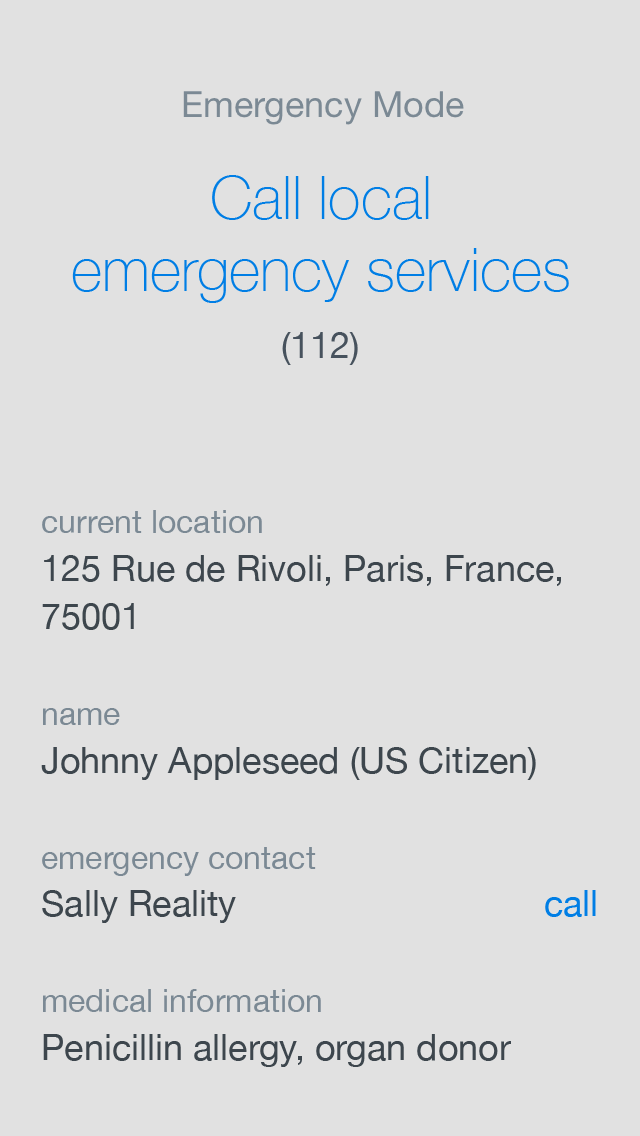 Emergency Mode
Call local
emergency services
(112)
current location
125 Rue de Rivoli, Paris, France,
75001
name
Johnny Appleseed (US Citizen)
emergency contact
Sally Reality call
medical information
Penicillin allergy, organ donor